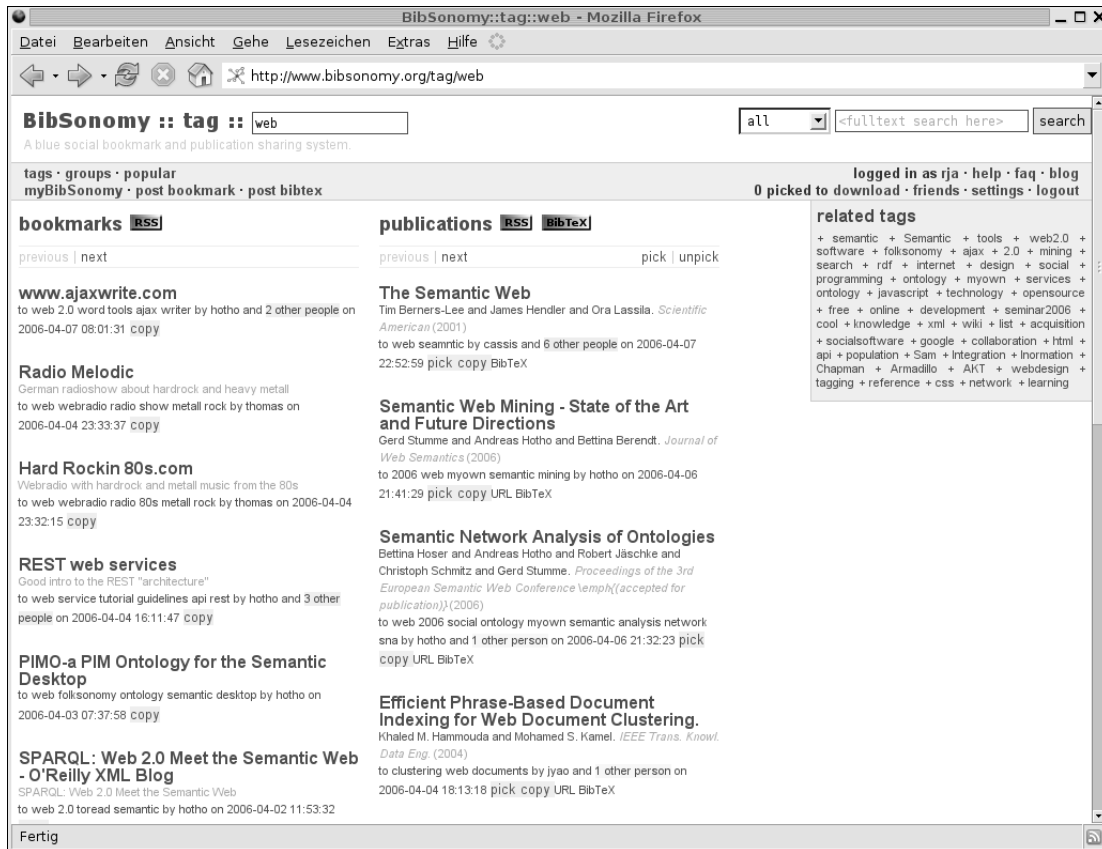 BibSonomy::tag::web - Mozilla Firefox
Datei Bearbeiten Ansicht Gehe Lesezeichen Extras Hilfe
http://www.bibsonomy.org/tag/web
BibSonomy :: tag :: web
all <fulltext search here> search
A blue social bookmark and publication sharing system.
tags · groups · popular
myBibSonomy · post bookmark · post bibtex
logged in as rja · help · faq · blog
0 picked to download · friends · settings · logout
bookmarks RSS
previous | next
www.ajaxwrite.com
to web 2.0 word tools ajax writer by hotho and 2 other people on
2006-04-07 08:01:31 copy
Radio Melodic
German radioshow about hardrock and heavy metall
to web webradio radio show metall rock by thomas on
2006-04-04 23:33:37 copy
Hard Rockin 80s.com
Webradio with hardrock and metall music from the 80s
to web webradio radio 80s metall rock by thomas on 2006-04-04
23:32:15 copy
REST web services
Good intro to the REST "architecture"
to web service tutorial guidelines api rest by hotho and 3 other
people on 2006-04-04 16:11:47 copy
PIMO-a PIM Ontology for the Semantic
Desktop
to web folksonomy ontology semantic desktop by hotho on
2006-04-03 07:37:58 copy
SPARQL: Web 2.0 Meet the Semantic Web
- O'Reilly XML Blog
SPARQL: Web 2.0 Meet the Semantic Web
to web 2.0 toread semantic by hotho on 2006-04-02 11:53:32
publications RSS BibTeX
previous | next pick | unpick
The Semantic Web
Tim Berners-Lee and James Hendler and Ora Lassila. Scientific
American (2001)
to web seamntic by cassis and 6 other people on 2006-04-07
22:52:59 pick copy BibTeX
Semantic Web Mining - State of the Art
and Future Directions
Gerd Stumme and Andreas Hotho and Bettina Berendt. Journal of
Web Semantics (2006)
to 2006 web myown semantic mining by hotho on 2006-04-06
21:41:29 pick copy URL BibTeX
Semantic Network Analysis of Ontologies
Bettina Hoser and Andreas Hotho and Robert Jäschke and
Christoph Schmitz and Gerd Stumme. Proceedings of the 3rd
European Semantic Web Conference \emph{(accepted for
publication)} (2006)
to web 2006 social ontology myown semantic analysis network
sna by hotho and 1 other person on 2006-04-06 21:32:23 pick
copy URL BibTeX
Efficient Phrase-Based Document
Indexing for Web Document Clustering.
Khaled M. Hammouda and Mohamed S. Kamel. IEEE Trans. Knowl.
Data Eng. (2004)
to clustering web documents by jyao and 1 other person on
2006-04-04 18:13:18 pick copy URL BibTeX
related tags
+ semantic + Semantic + tools + web2.0 +
software + folksonomy + ajax + 2.0 + mining +
search + rdf + internet + design + social +
programming + ontology + myown + services +
ontology + javascript + technology + opensource
+ free + online + development + seminar2006 +
cool + knowledge + xml + wiki + list + acquisition
+ socialsoftware + google + collaboration + html +
api + population + Sam + Integration + Inormation +
Chapman + Armadillo + AKT + webdesign +
tagging + reference + css + network + learning
Fertig